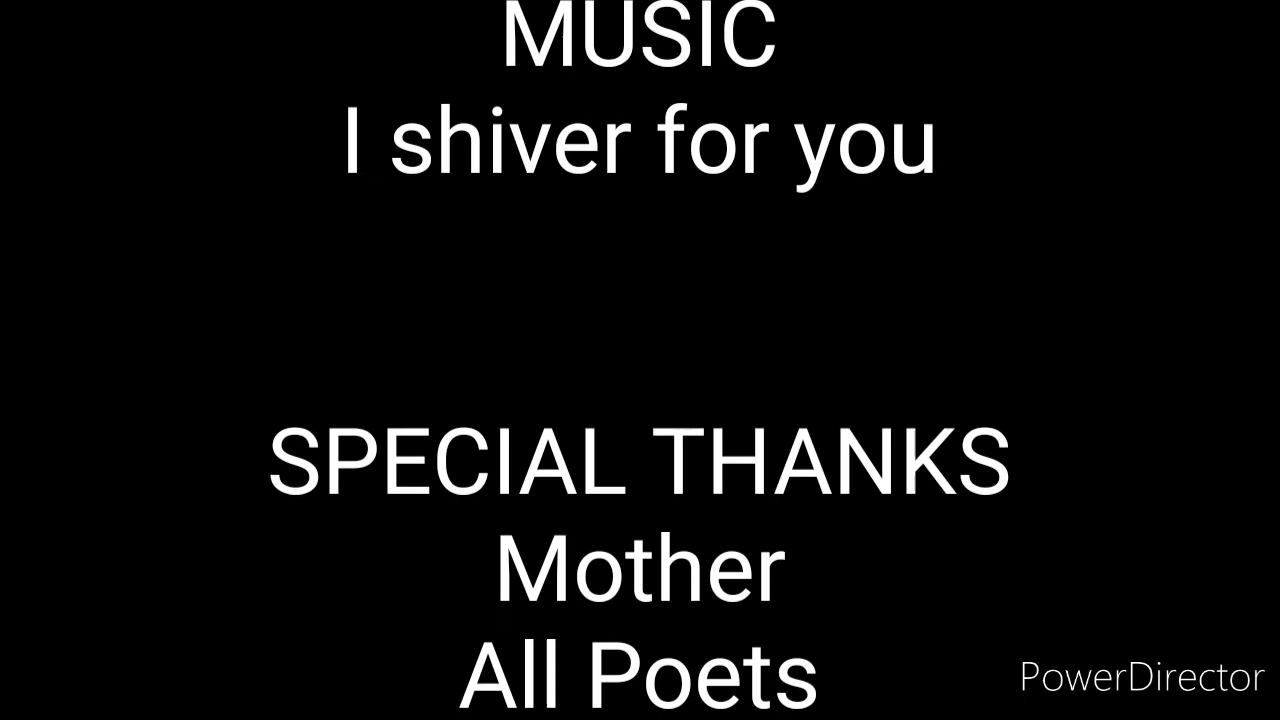 MUSIC
I shiver for you
SPECIAL THANKS
Mother
All Poets
PowerDirector